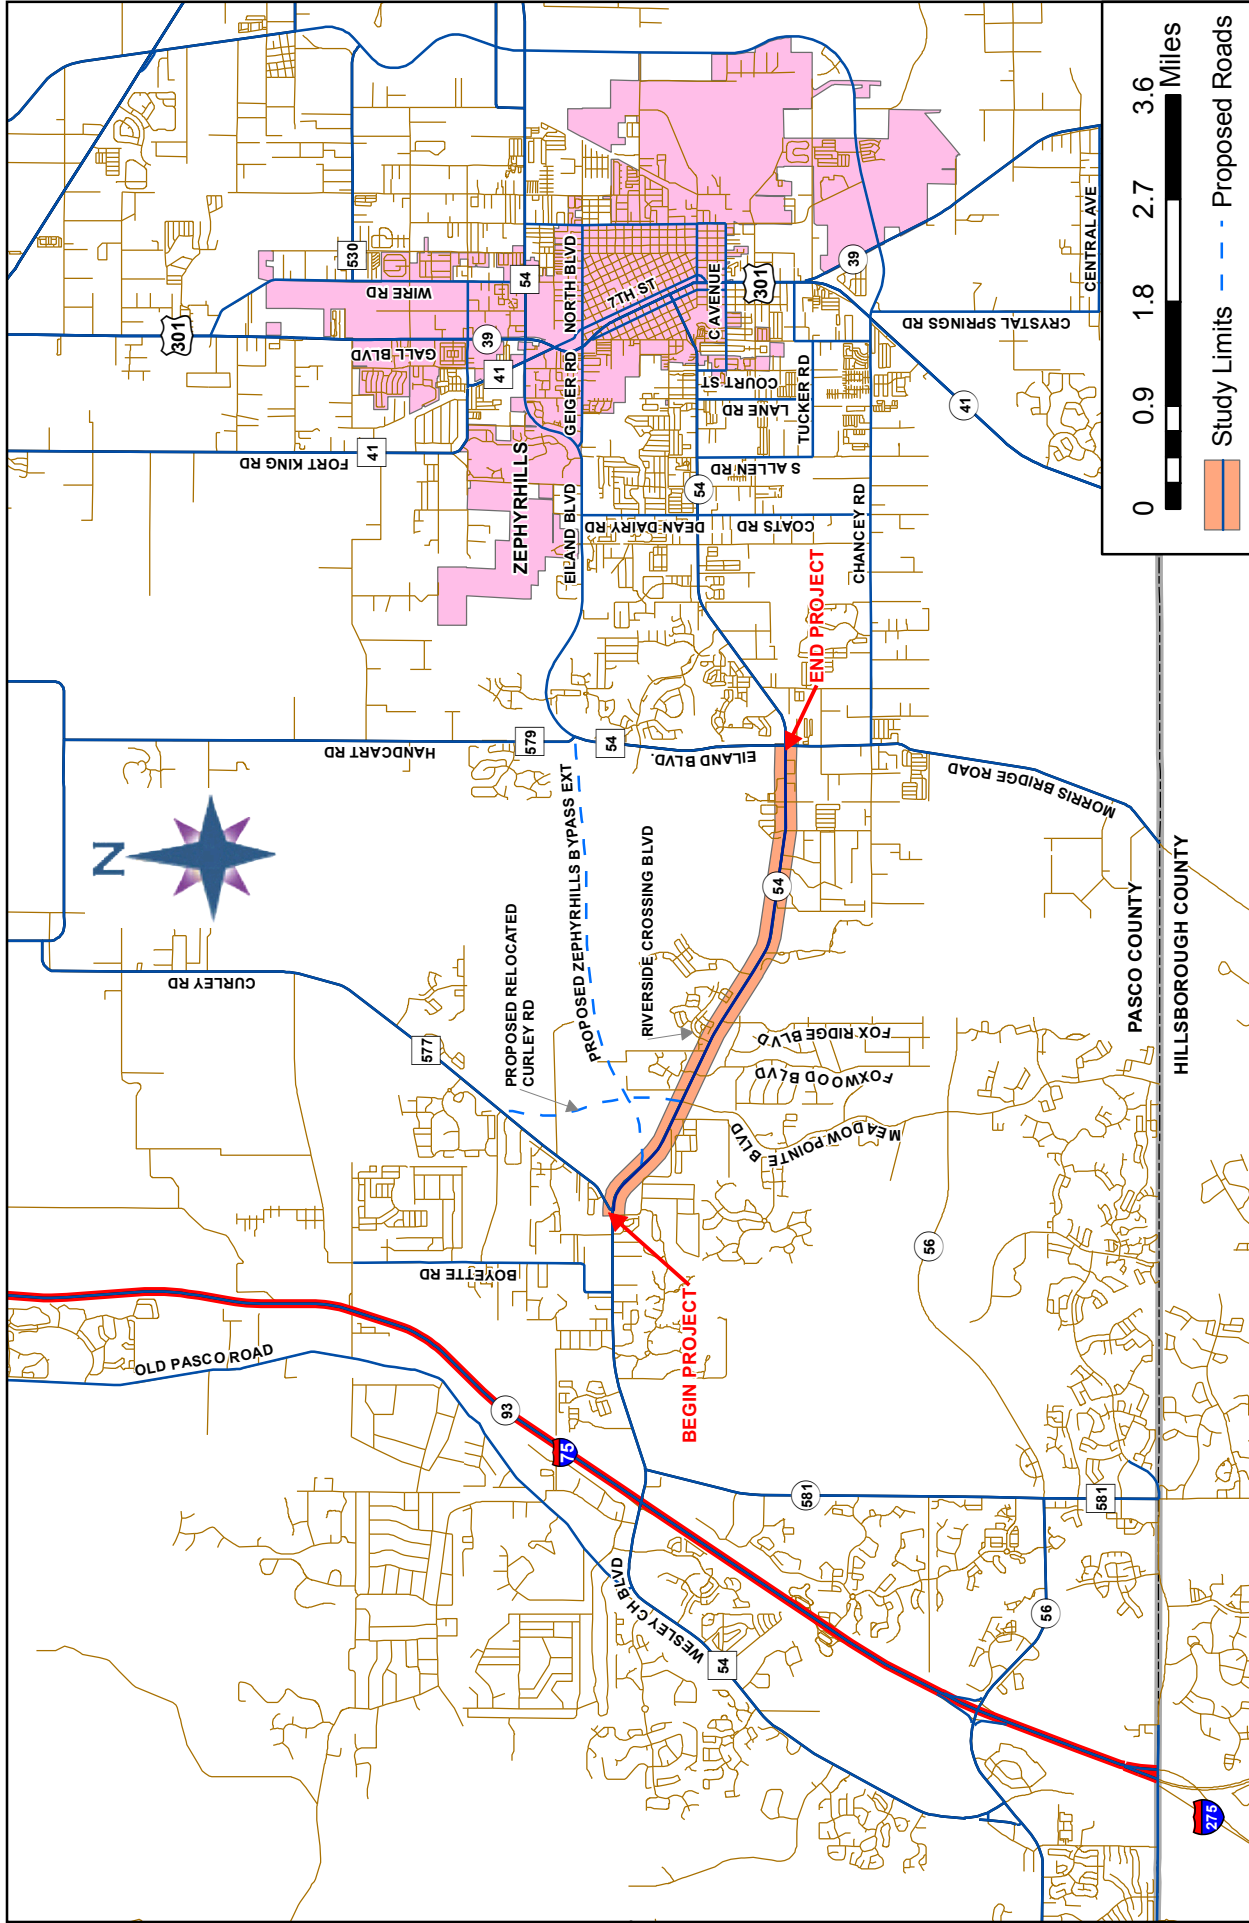 OLD PASCO ROAD
93
75
BOYETTE RD
CURLEY RD
577
N
HANDCART RD
579
54
EILAND BLVD.
PROPOSED RELOCATED
CURLEY RD
PROPOSED ZEPHYRHILLS BYPASS EXT
RIVERSIDE CROSSING BLVD
FORT KING RD
41
301
GALL BLVD
WIRE RD
530
39
41
54
ZEPHYRHILLS
EILAND BLVD
GEIGER RD
NORTH BLVD
7TH ST
C AVENUE
301
DEAN DAIRY RD
COATS RD
54
S ALLEN RD
LANE RD
COURT ST
TUCKER RD
CHANCEY RD
39
41
CRYSTAL SPRINGS RD
CENTRAL AVE
END PROJECT
54
FOX RIDGE BLVD
FOXWOOD BLVD
MEADOW POINTE BLVD
BEGIN PROJECT
WESLEY CH. BLVD
54
581
56
56
581
275
MORRIS BRIDGE ROAD
PASCO COUNTY
HILLSBOROUGH COUNTY
0 0.9 1.8 2.7 3.6
Miles
Study Limits
Proposed Roads